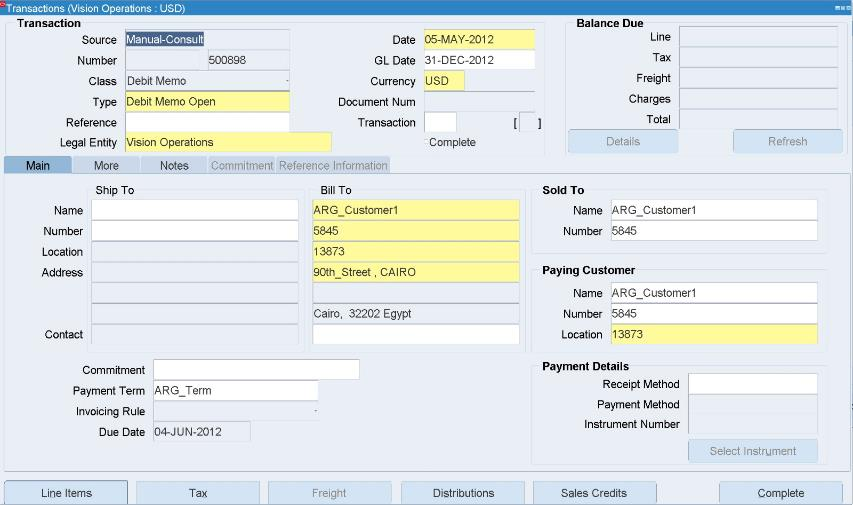 Transactions (Vision Operations : USD)
Transaction
Source Manual-Consult
Number 500898
Class Debit Memo
Type Debit Memo Open
Reference
Legal Entity Vision Operations
Date 05-MAY-2012
GL Date 31-DEC-2012
Currency USD
Document Num
Transaction [ ]
Complete
Balance Due
Line
Tax
Freight
Charges
Total
Details Refresh
Main More Notes Commitment Reference Information
Ship To
Name
Number
Location
Address
Contact
Bill To
ARG_Customer1
5845
13873
90th_Street , CAIRO
Cairo, 32202 Egypt
Sold To
Name ARG_Customer1
Number 5845
Paying Customer
Name ARG_Customer1
Number 5845
Location 13873
Commitment
Payment Term ARG_Term
Invoicing Rule
Due Date 04-JUN-2012
Payment Details
Receipt Method
Payment Method
Instrument Number
Select Instrument
Line Items Tax Freight Distributions Sales Credits Complete